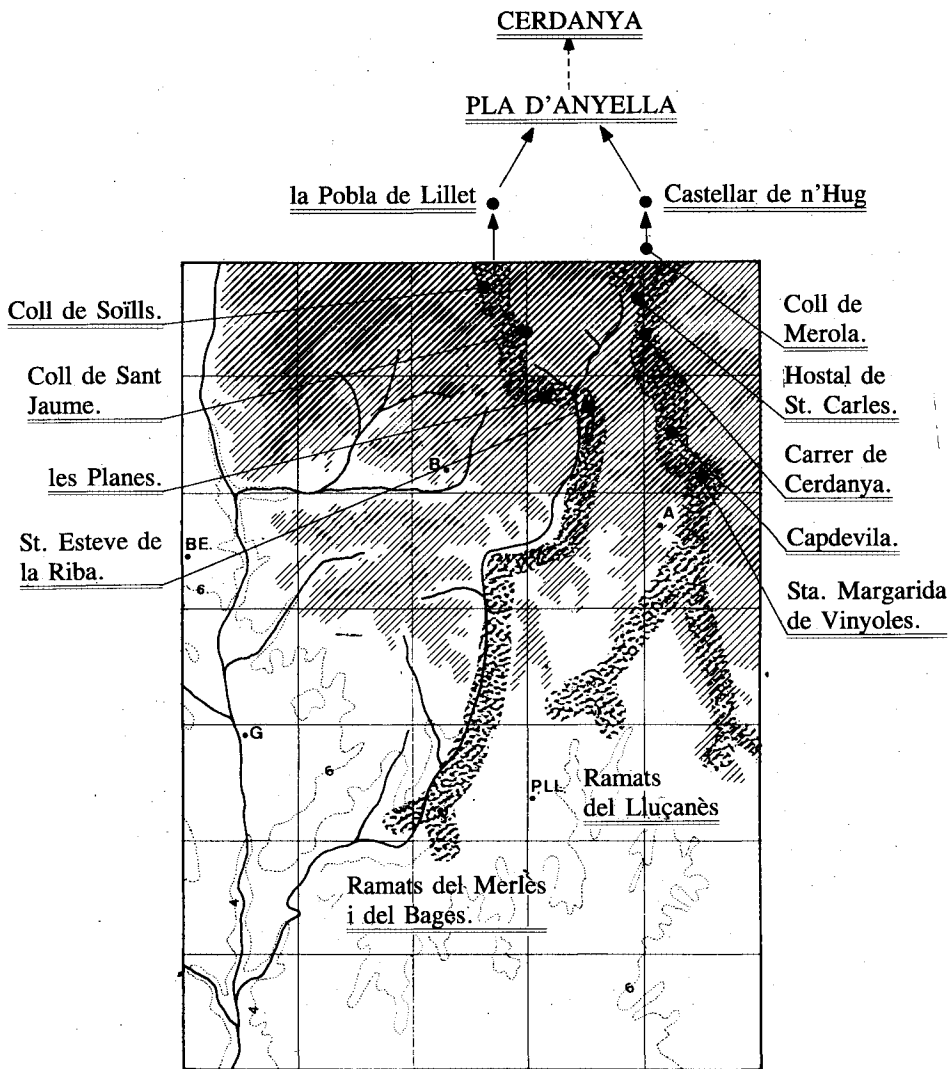 CERDANYA
PLA D'ANYELLA
la Pobla de Lillet
Castellar de n'Hug
Coll de Soïlls.
Coll de Sant
Jaume.
les Planes.
St. Esteve de
la Riba.
Coll de
Merola.
Hostal de
St. Carles.
Carrer de
Cerdanya.
Capdevila.
Sta. Margarida
de Vinyoles.
B.
A
BE.
6
G
6
P.LL.
Ramats
del Lluçanès
Ramats del Merlès
i del Bages.
4
4
6